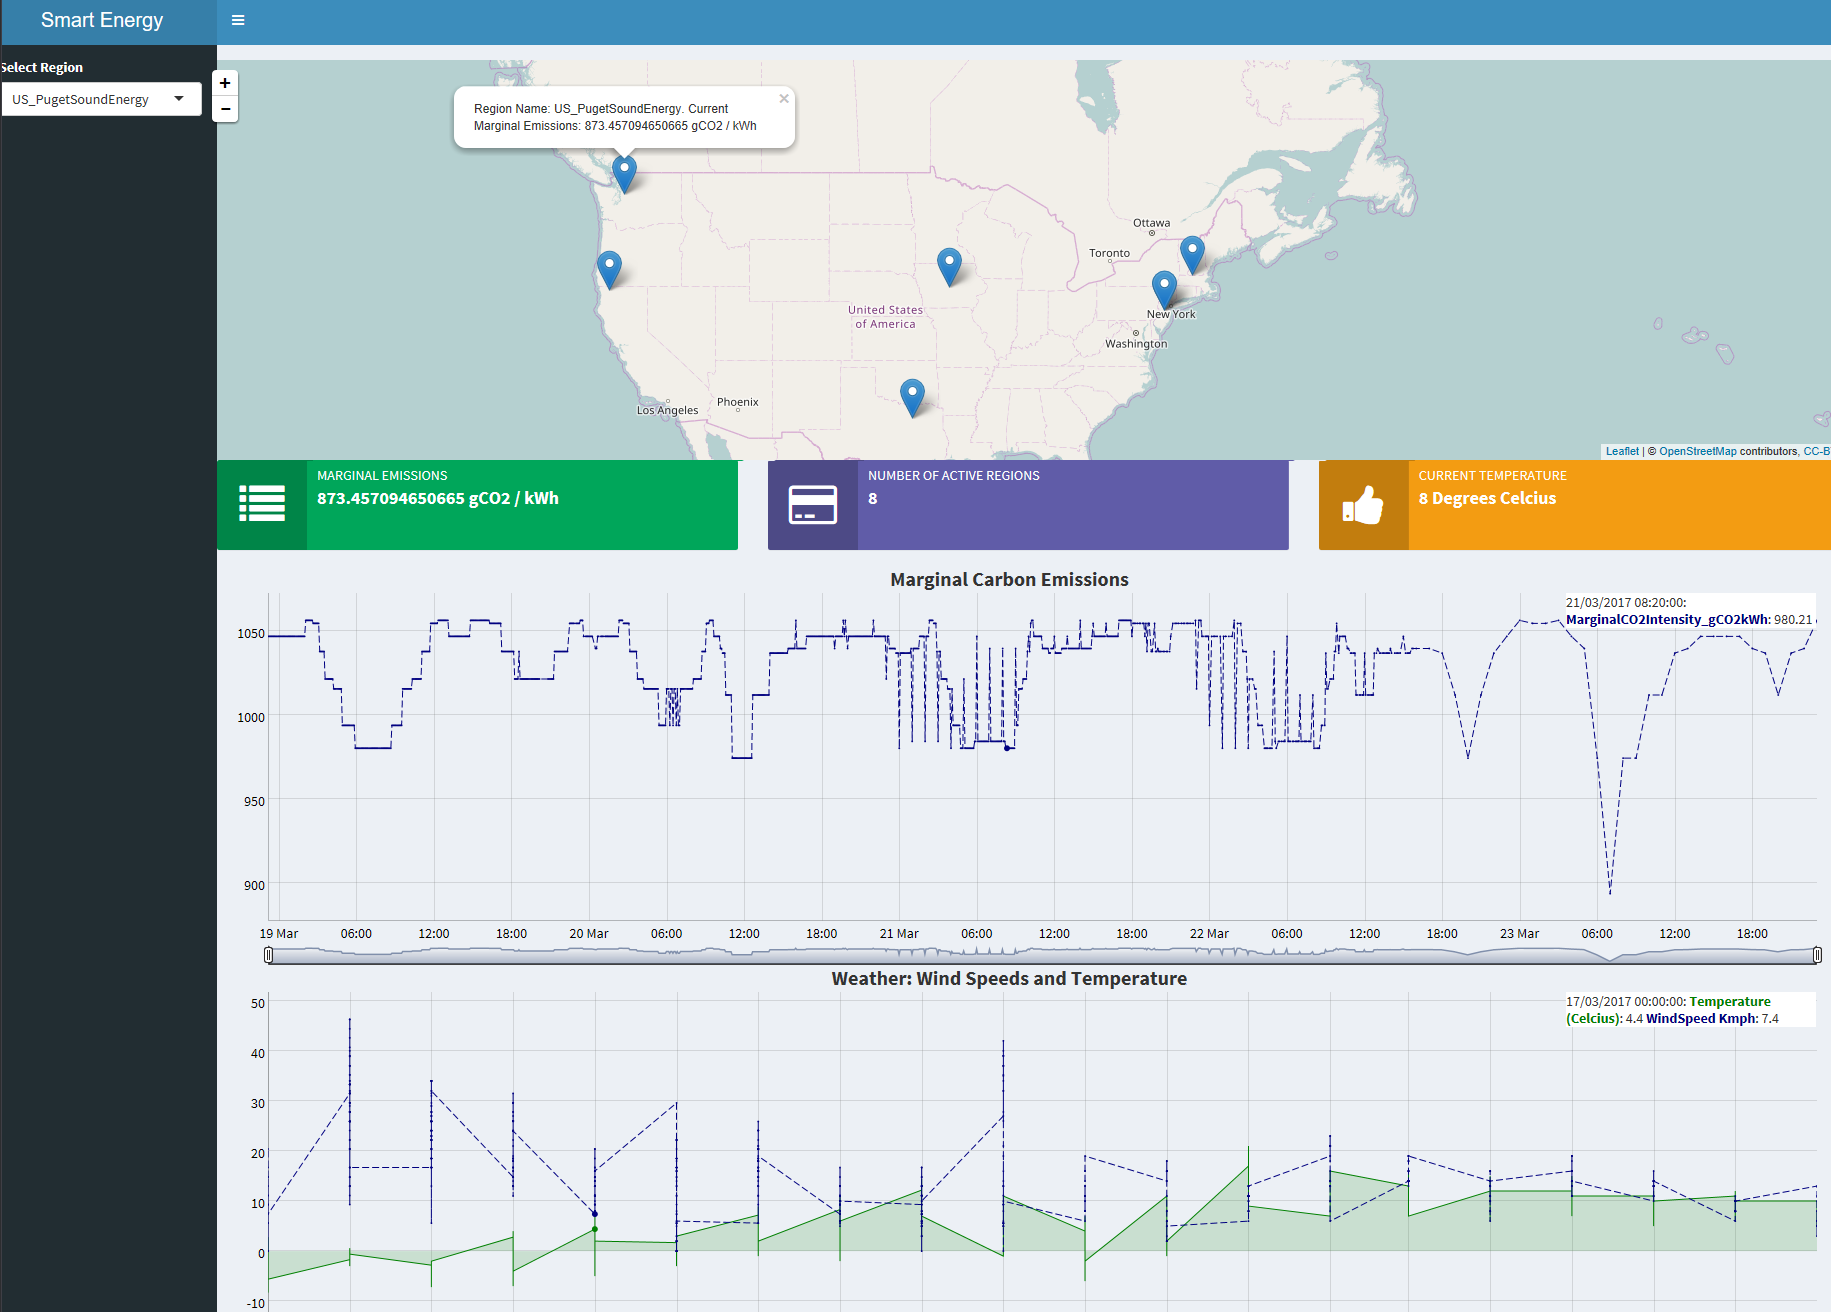 Smart Energy
Select Region
US_PugetSoundEnergy
+
−
Region Name: US_PugetSoundEnergy. Current
Marginal Emissions: 873.457094650665 gCO2 / kWh
×
Ottawa
Toronto
New York
Washington
United States
of America
Los Angeles
Phoenix
Leaflet | © OpenStreetMap contributors, CC-B
MARGINAL EMISSIONS
873.457094650665 gCO2 / kWh
NUMBER OF ACTIVE REGIONS
8
CURRENT TEMPERATURE
8 Degrees Celcius
Marginal Carbon Emissions
21/03/2017 08:20:00:
MarginalCO2Intensity_gCO2kWh: 980.21
1050
1000
950
900
19 Mar 06:00 12:00 18:00 20 Mar 06:00 12:00 18:00 21 Mar 06:00 12:00 18:00 22 Mar 06:00 12:00 18:00 23 Mar 06:00 12:00 18:00
Weather: Wind Speeds and Temperature
17/03/2017 00:00:00: Temperature
(Celcius): 4.4 WindSpeed Kmph: 7.4
50
40
30
20
10
0
-10